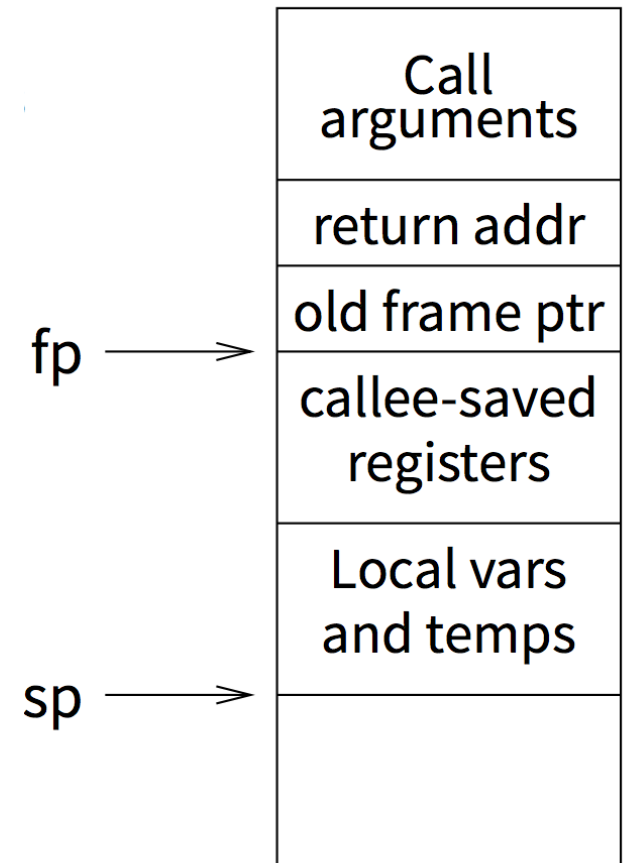 Call
arguments
return addr
old frame ptr
fp
callee-saved
registers
Local vars
and temps
sp